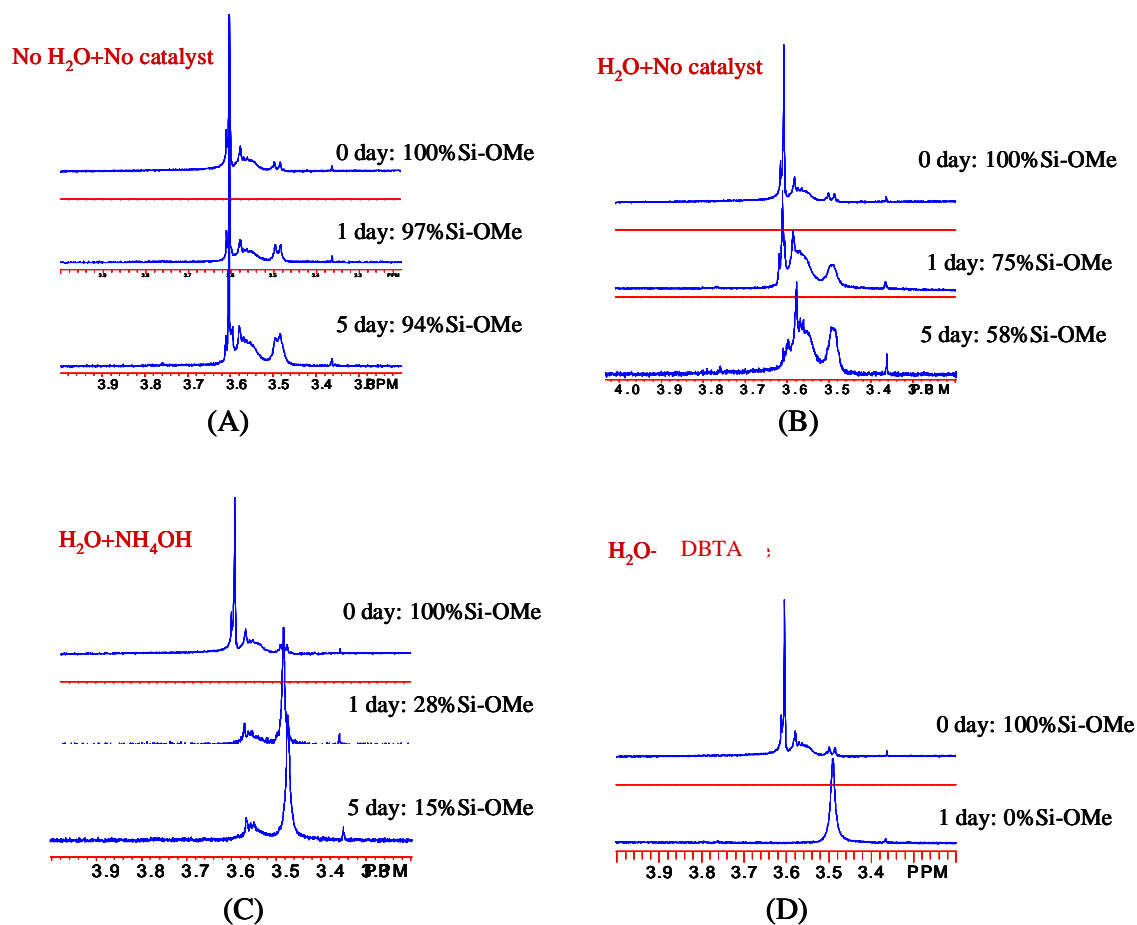 No H₂O+No catalyst
0 day: 100%Si-OMe
1 day: 97%Si-OMe
5 day: 94%Si-OMe
3.9 3.8 3.7 3.6 3.5 3.4 PPM
(A)
H₂O+No catalyst
0 day: 100%Si-OMe
1 day: 75%Si-OMe
5 day: 58%Si-OMe
4.0 3.9 3.8 3.7 3.6 3.5 3.4
(B)
H₂O+NH₄OH
0 day: 100%Si-OMe
1 day: 28%Si-OMe
5 day: 15%Si-OMe
3.9 3.8 3.7 3.6 3.5 3.4
(C)
H₂O- DBTA
0 day: 100%Si-OMe
1 day: 0%Si-OMe
3.9 3.8 3.7 3.6 3.5 3.4 PPM
(D)